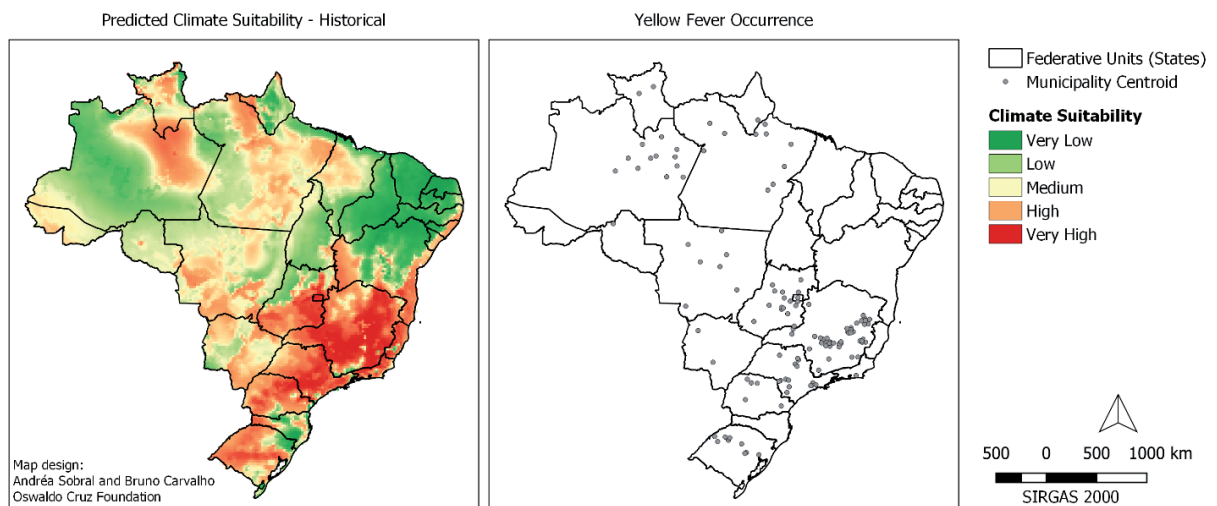 Predicted Climate Suitability - Historical
Yellow Fever Occurrence
Federative Units (States)
Municipality Centroid
Climate Suitability
Very Low
Low
Medium
High
Very High
Map design:
Andréa Sobral and Bruno Carvalho
Oswaldo Cruz Foundation
500 0 500 1000 km
SIRGAS 2000